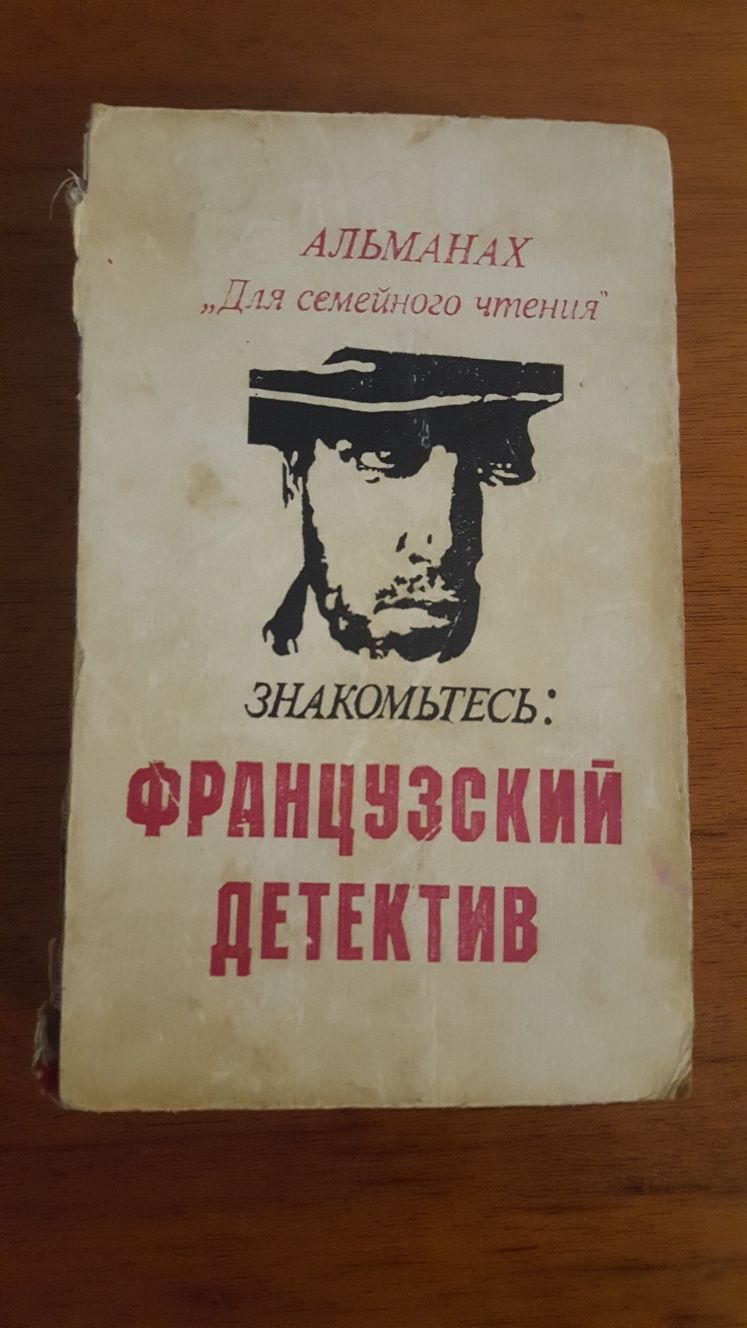 АЛЬМАНАХ
„Для семейного чтения"
ЗНАКОМЬТЕСЬ:
ФРАНЦУЗСКИЙ
ДЕТЕКТИВ